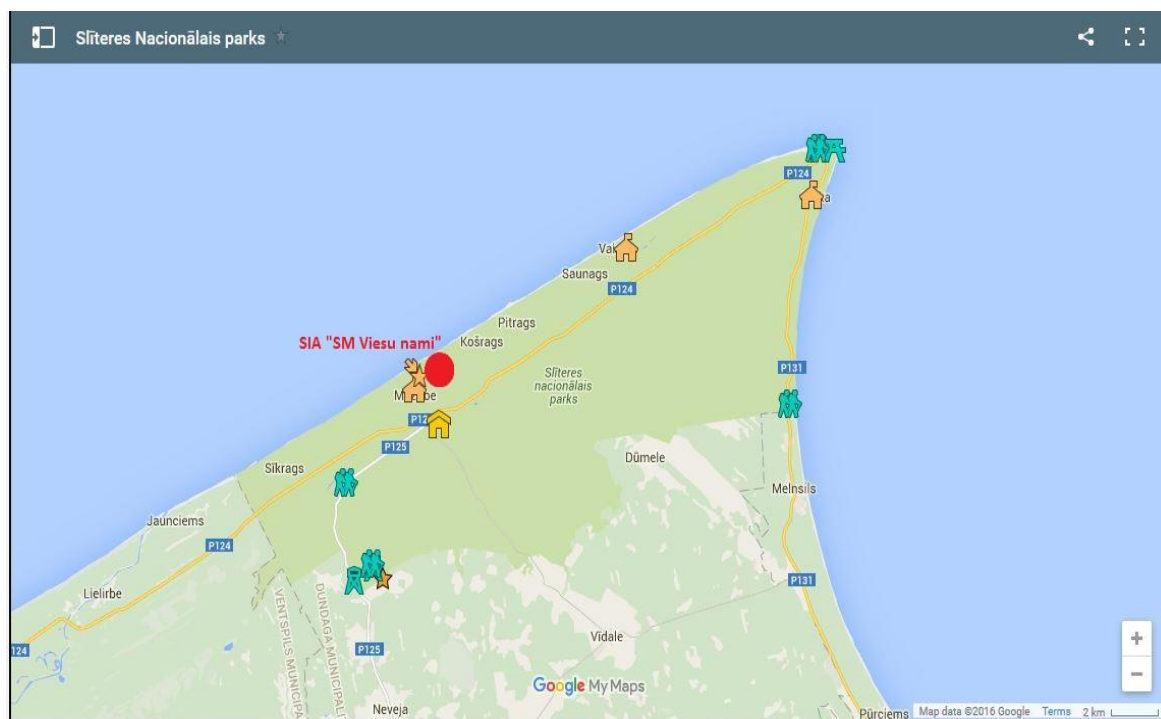 Slīteres Nacionālais parks
P124
Saunags
P124
Pitrags
SIA "SM Viesu nami"
Košrags
Slīteres
nacionālais
parks
P131
P125
Sīkrags
Dūmele
Melnsils
Jaunciems
P124
Lielirbe
P131
VENTSPILS MUNICIPA
DUNDAGA MUNICIPALIT
Vīdale
124
P125
Google My Maps
Neveja
Pūrciems
Map data ©2016 Google Terms 2 km